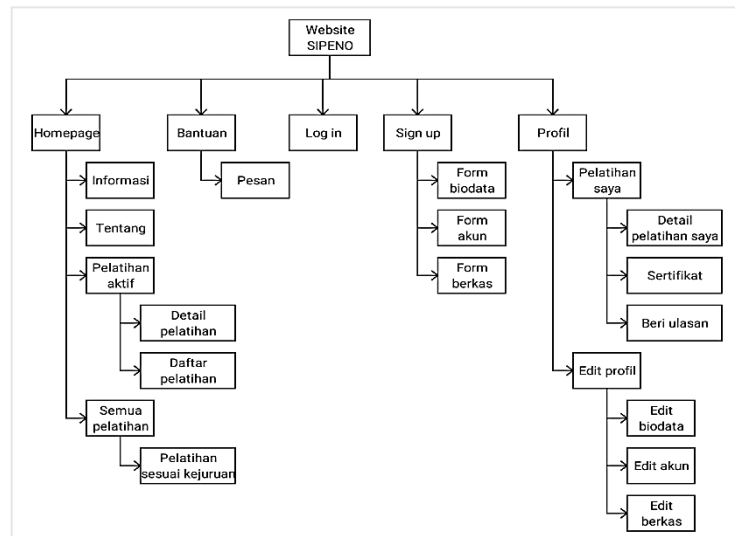 Website
SIPENO
Homepage
Bantuan
Log in
Sign up
Profil
Informasi
Tentang
Pelatihan
aktif
Detail
pelatihan
Daftar
pelatihan
Semua
pelatihan
Pelatihan
sesuai kejuruan
Pesan
Form
biodata
Form
akun
Form
berkas
Pelatihan
saya
Detail
pelatihan saya
Sertifikat
Beri ulasan
Edit profil
Edit
biodata
Edit akun
Edit
berkas